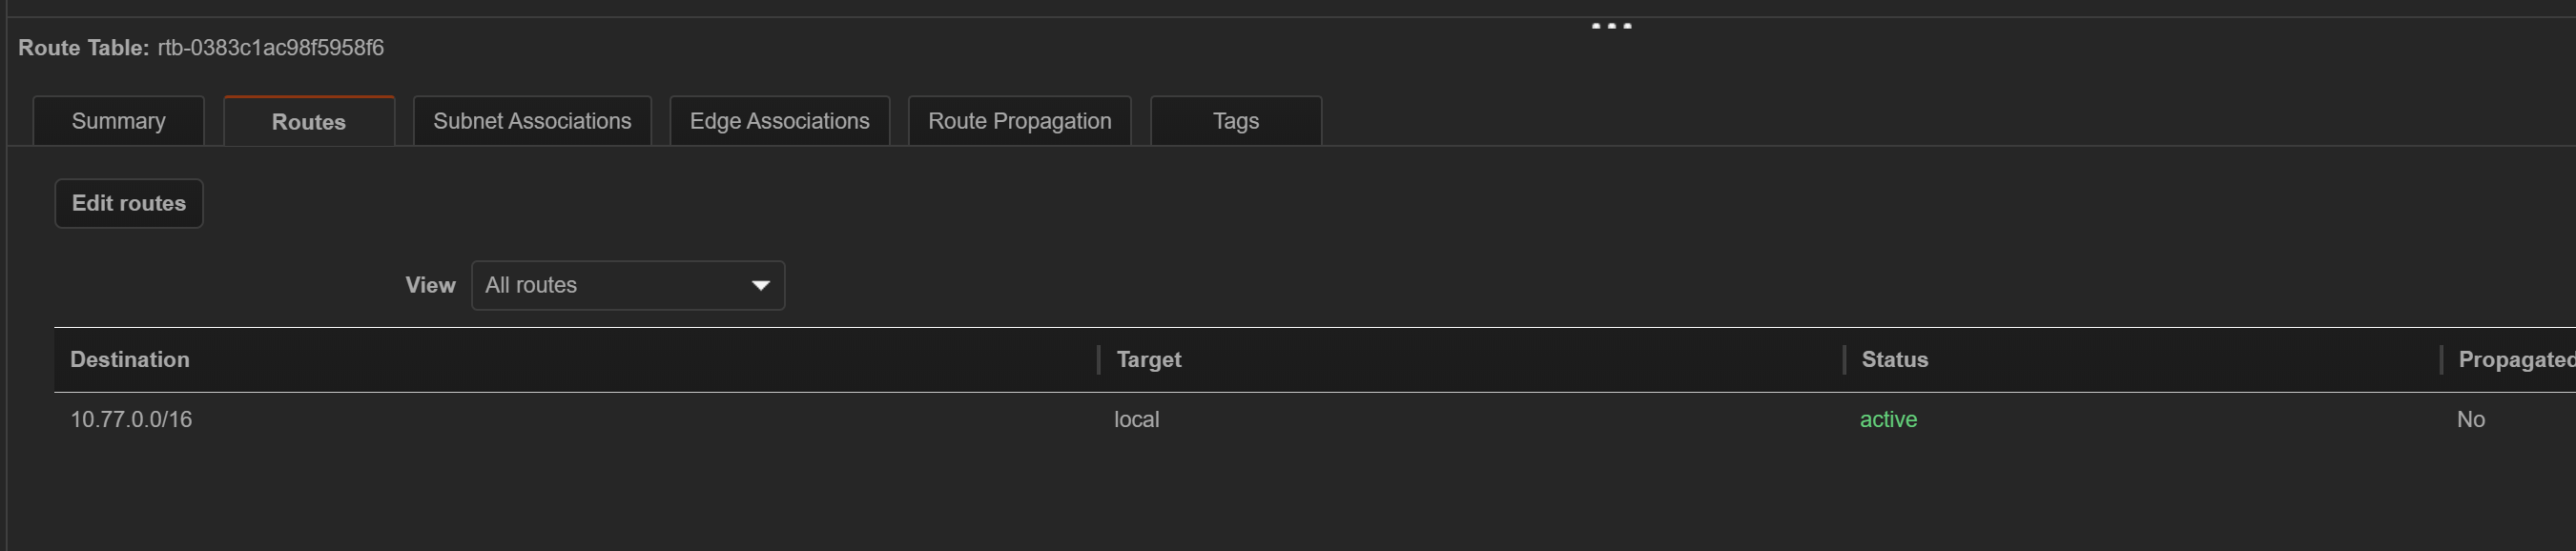 Route Table: rtb-0383c1ac98f5958f6
Summary Routes Subnet Associations Edge Associations Route Propagation Tags
Edit routes
View All routes
Destination Target Status Propagated
10.77.0.0/16 local active No